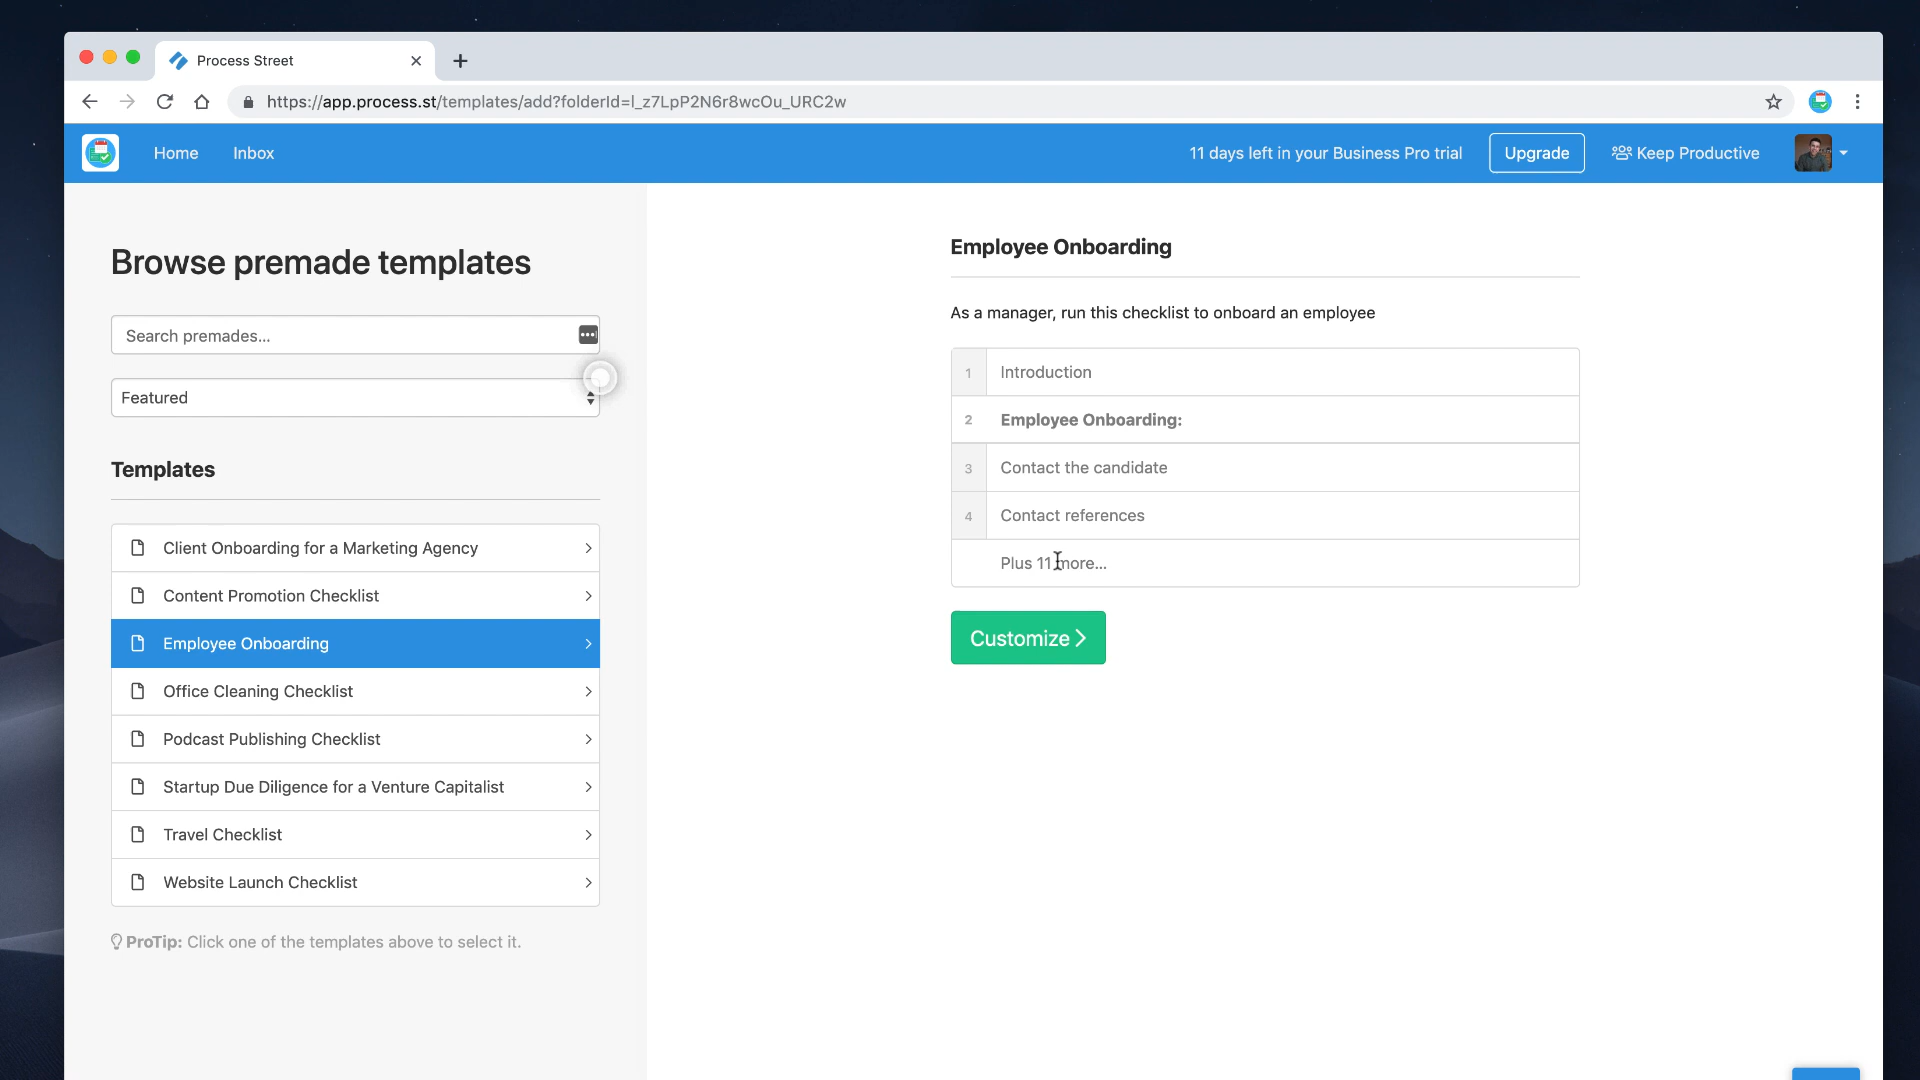 Process Street
https://app.process.st/templates/add?folderId=l_z7LpP2N6r8wcOu_URC2w
Home
Inbox
11 days left in your Business Pro trial
Upgrade
Keep Productive
Browse premade templates
Search premades...
Featured
Templates
Client Onboarding for a Marketing Agency
Content Promotion Checklist
Employee Onboarding
Office Cleaning Checklist
Podcast Publishing Checklist
Startup Due Diligence for a Venture Capitalist
Travel Checklist
Website Launch Checklist
ProTip: Click one of the templates above to select it.
Employee Onboarding
As a manager, run this checklist to onboard an employee
1 Introduction
2 Employee Onboarding:
3 Contact the candidate
4 Contact references
Plus 11 more...
Customize